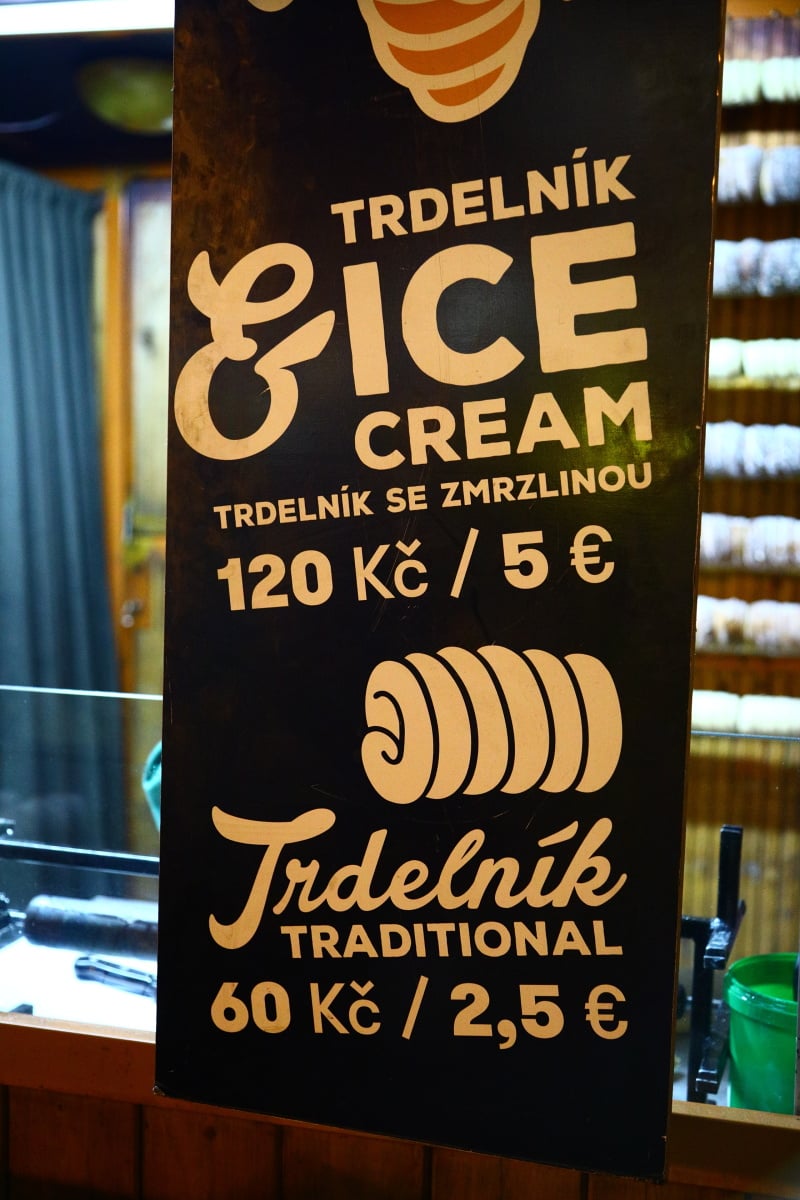 TRDELNÍK
& ICE
CREAM
TRDELNÍK SE ZMRZLINOU
120 Kč / 5 €
Trdelník
TRADITIONAL
60 Kč / 2,5 €